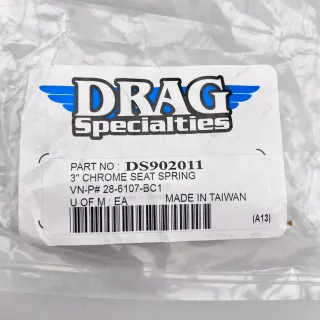 DRAG
Specialties
PART NO : DS902011
3" CHROME SEAT SPRING
VN-P# 28-6107-BC1
U OF M : EA MADE IN TAIWAN
(A13)